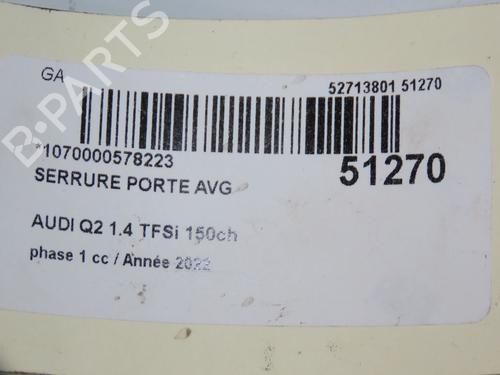 GA
52713801 51270
*1070000578223
51270
SERRURE PORTE AVG
AUDI Q2 1.4 TFSi 150ch
phase 1 cc / Année 2022
B-PARTS